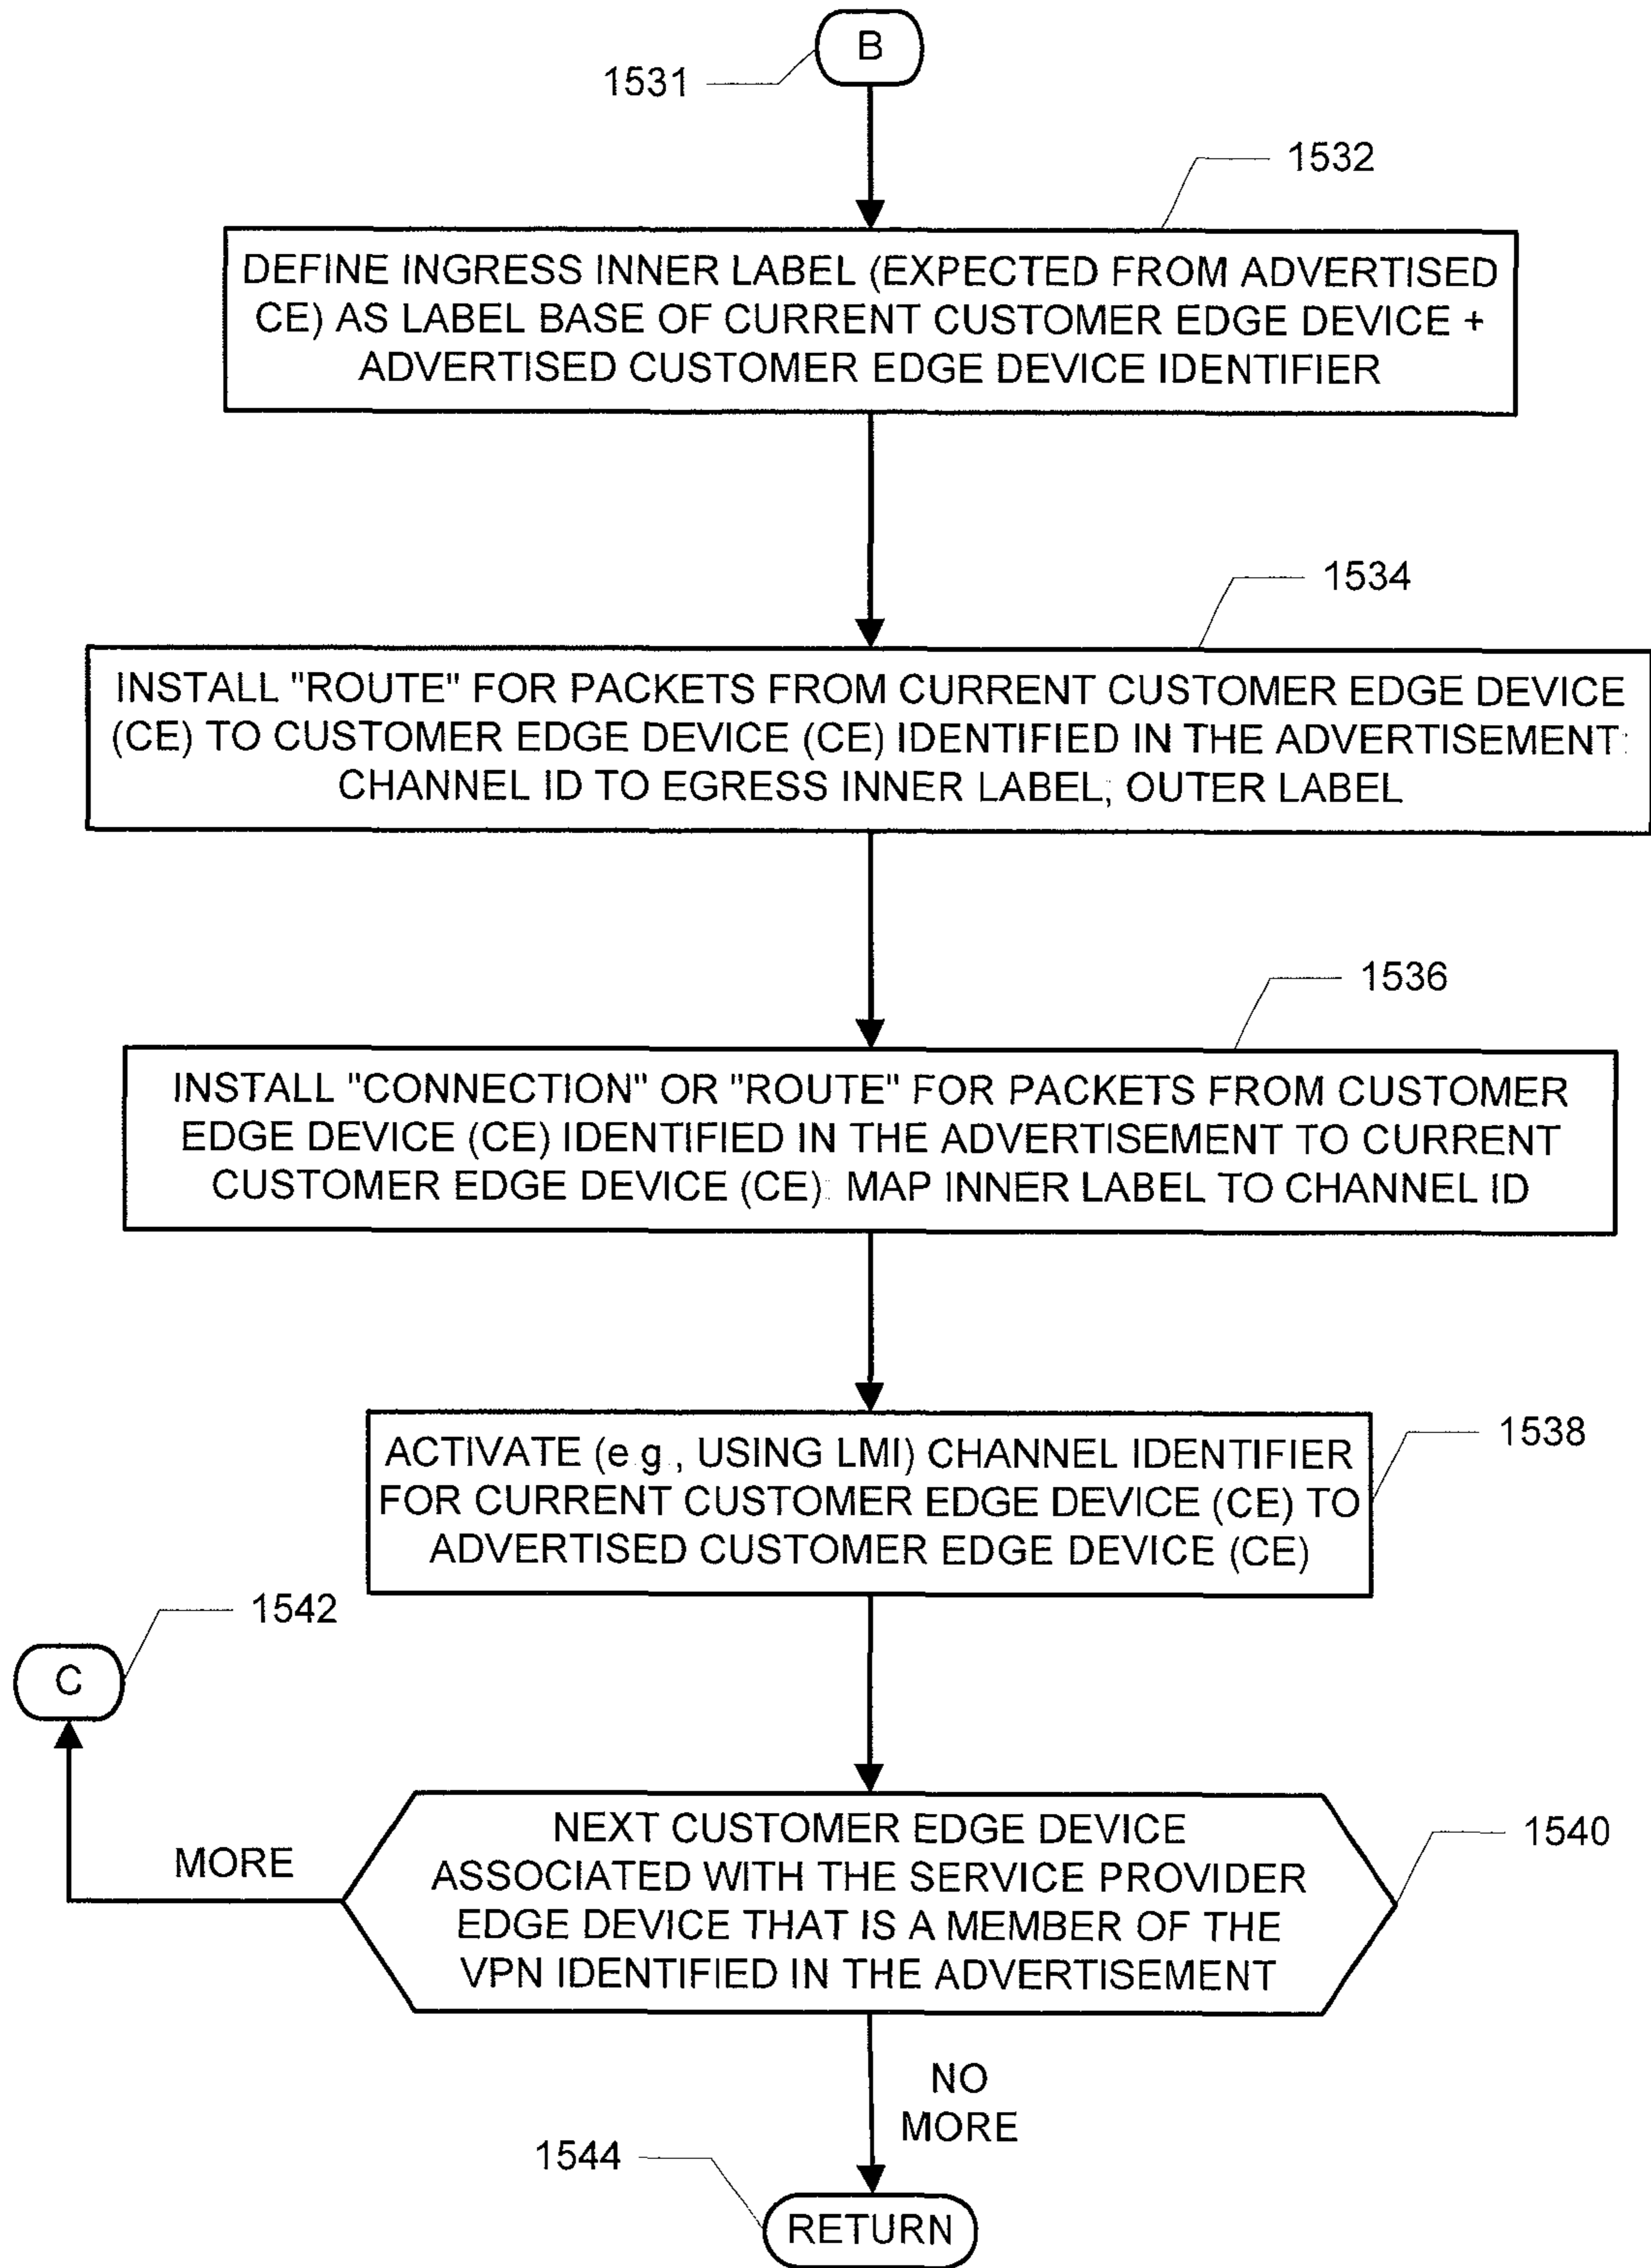 B
1531
1532
DEFINE INGRESS INNER LABEL (EXPECTED FROM ADVERTISED
CE) AS LABEL BASE OF CURRENT CUSTOMER EDGE DEVICE +
ADVERTISED CUSTOMER EDGE DEVICE IDENTIFIER
1534
INSTALL "ROUTE" FOR PACKETS FROM CURRENT CUSTOMER EDGE DEVICE
(CE) TO CUSTOMER EDGE DEVICE (CE) IDENTIFIED IN THE ADVERTISEMENT:
CHANNEL ID TO EGRESS INNER LABEL; OUTER LABEL
1536
INSTALL "CONNECTION" OR "ROUTE" FOR PACKETS FROM CUSTOMER
EDGE DEVICE (CE) IDENTIFIED IN THE ADVERTISEMENT TO CURRENT
CUSTOMER EDGE DEVICE (CE): MAP INNER LABEL TO CHANNEL ID
1538
ACTIVATE (e.g., USING LMI) CHANNEL IDENTIFIER
FOR CURRENT CUSTOMER EDGE DEVICE (CE) TO
ADVERTISED CUSTOMER EDGE DEVICE (CE)
1542
C
MORE
NEXT CUSTOMER EDGE DEVICE
ASSOCIATED WITH THE SERVICE PROVIDER
EDGE DEVICE THAT IS A MEMBER OF THE
VPN IDENTIFIED IN THE ADVERTISEMENT
1540
NO
MORE
1544
RETURN